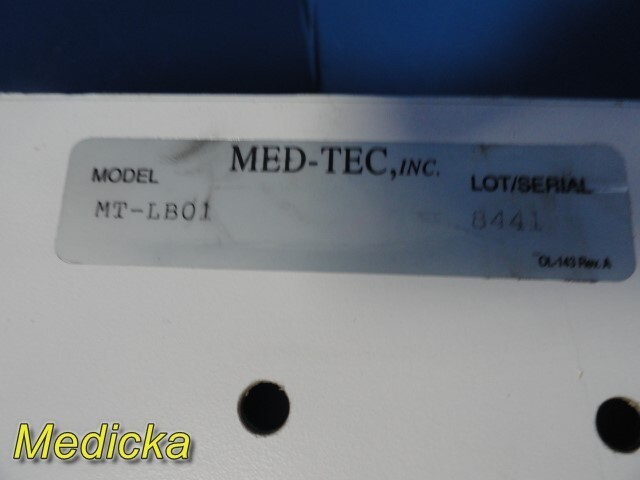 MED-TEC, INC.
MODEL
LOT/SERIAL
MT-LB01
8441
OL-143 Rev. A
Medicka